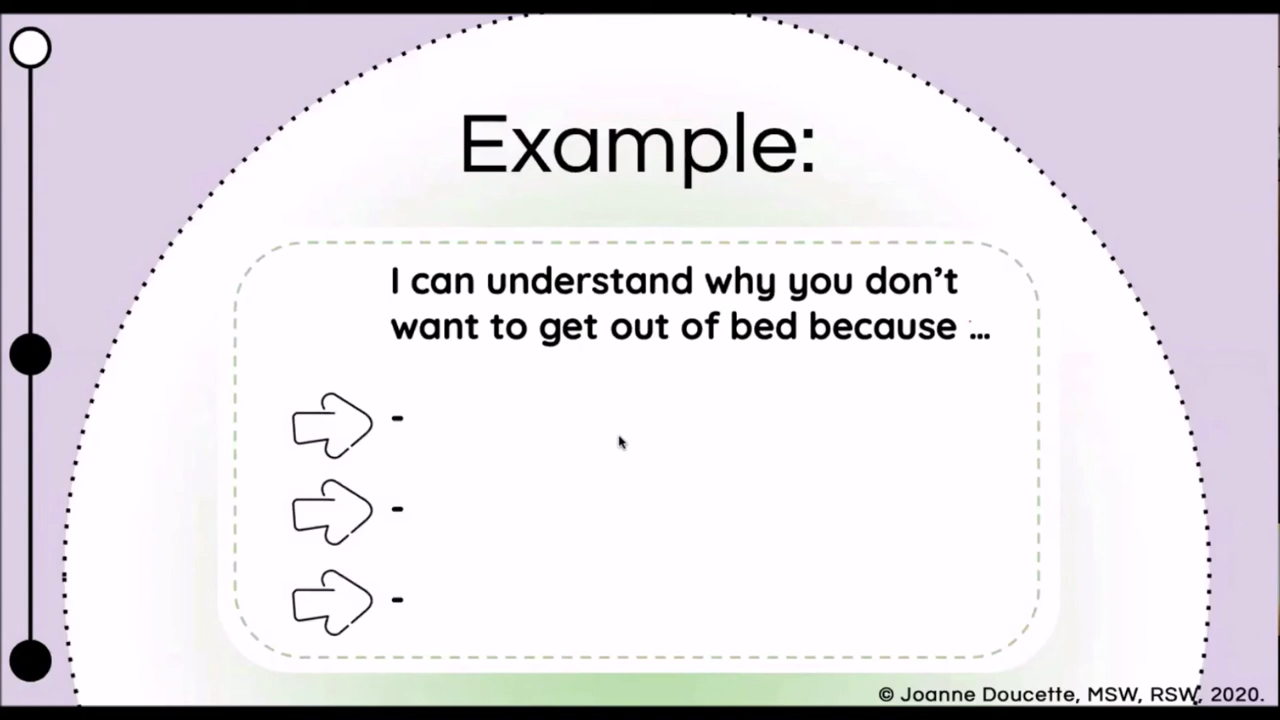 Example:
I can understand why you don’t
want to get out of bed because ...
-
-
-
© Joanne Doucette, MSW, RSW, 2020.